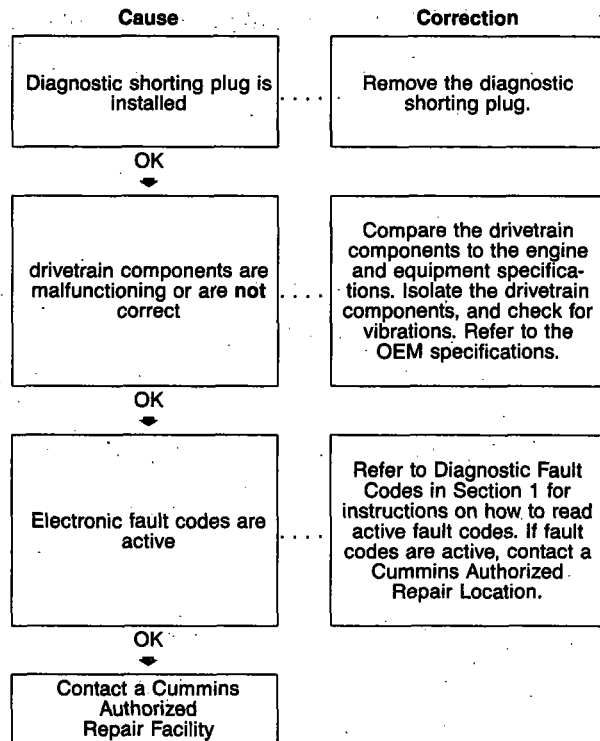 Cause
Correction
Diagnostic shorting plug is
installed
Remove the diagnostic
shorting plug.
OK
drivetrain components are
malfunctioning or are not
correct
Compare the drivetrain
components to the engine
and equipment specifica-
tions. Isolate the drivetrain
components, and check for
vibrations. Refer to the
OEM specifications.
OK
Electronic fault codes are
active
Refer to Diagnostic Fault
Codes in Section 1 for
instructions on how to read
active fault codes. If fault
codes are active, contact a
Cummins Authorized
Repair Location.
OK
Contact a Cummins
Authorized
Repair Facility